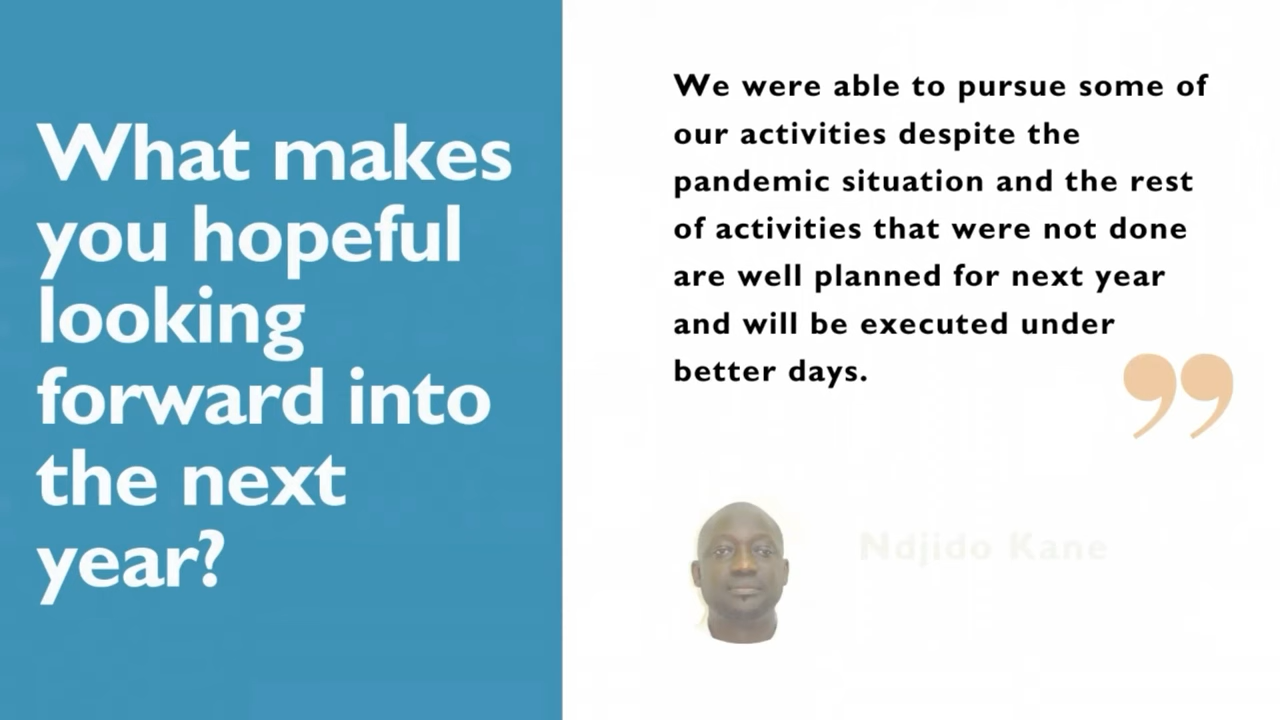 What makes
you hopeful
looking
forward into
the next
year?
We were able to pursue some of
our activities despite the
pandemic situation and the rest
of activities that were not done
are well planned for next year
and will be executed under
better days.
”
Ndjido Kane